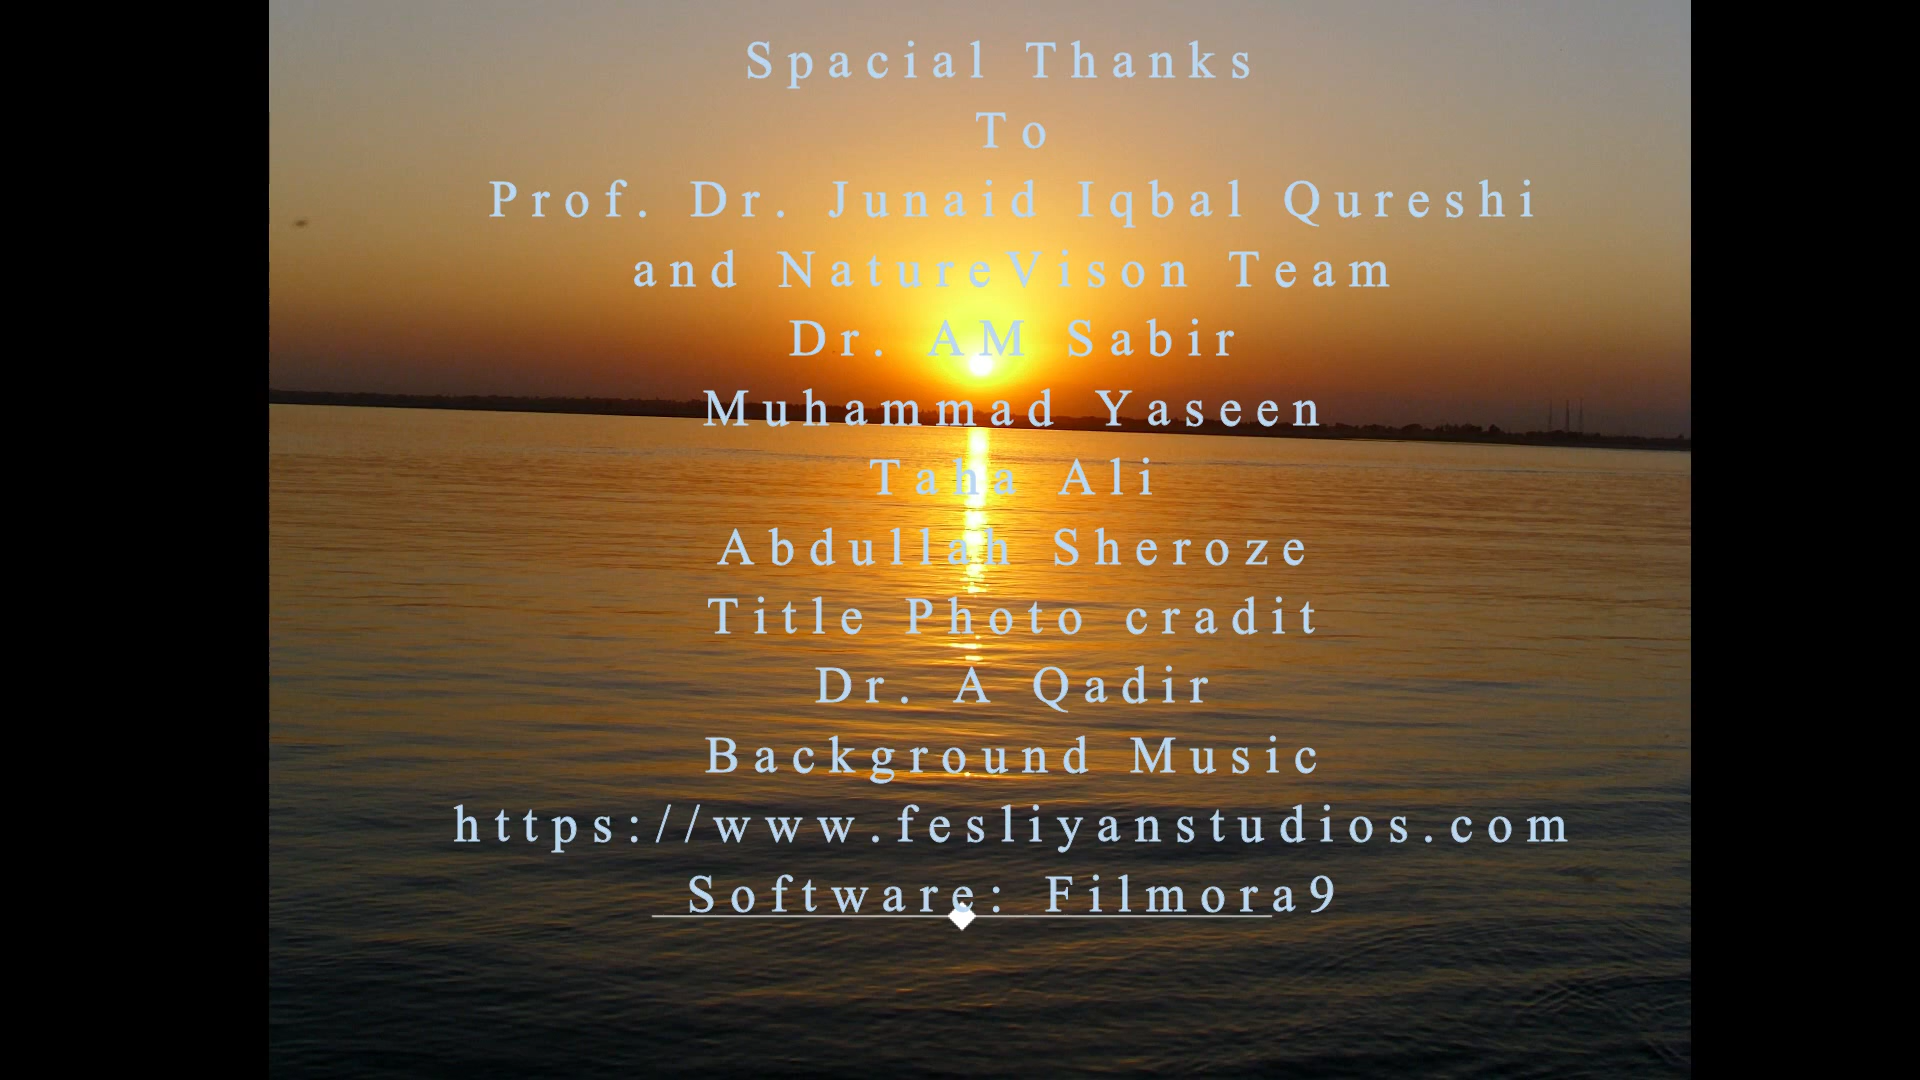 Spacial Thanks
To
Prof. Dr. Junaid Iqbal Qureshi
and NatureVison Team
Dr. AM Sabir
Muhammad Yaseen
Taha Ali
Abdullah Sheroze
Title Photo cradit
Dr. A Qadir
Background Music
https://www.fesliyanstudios.com
Software: Filmora9